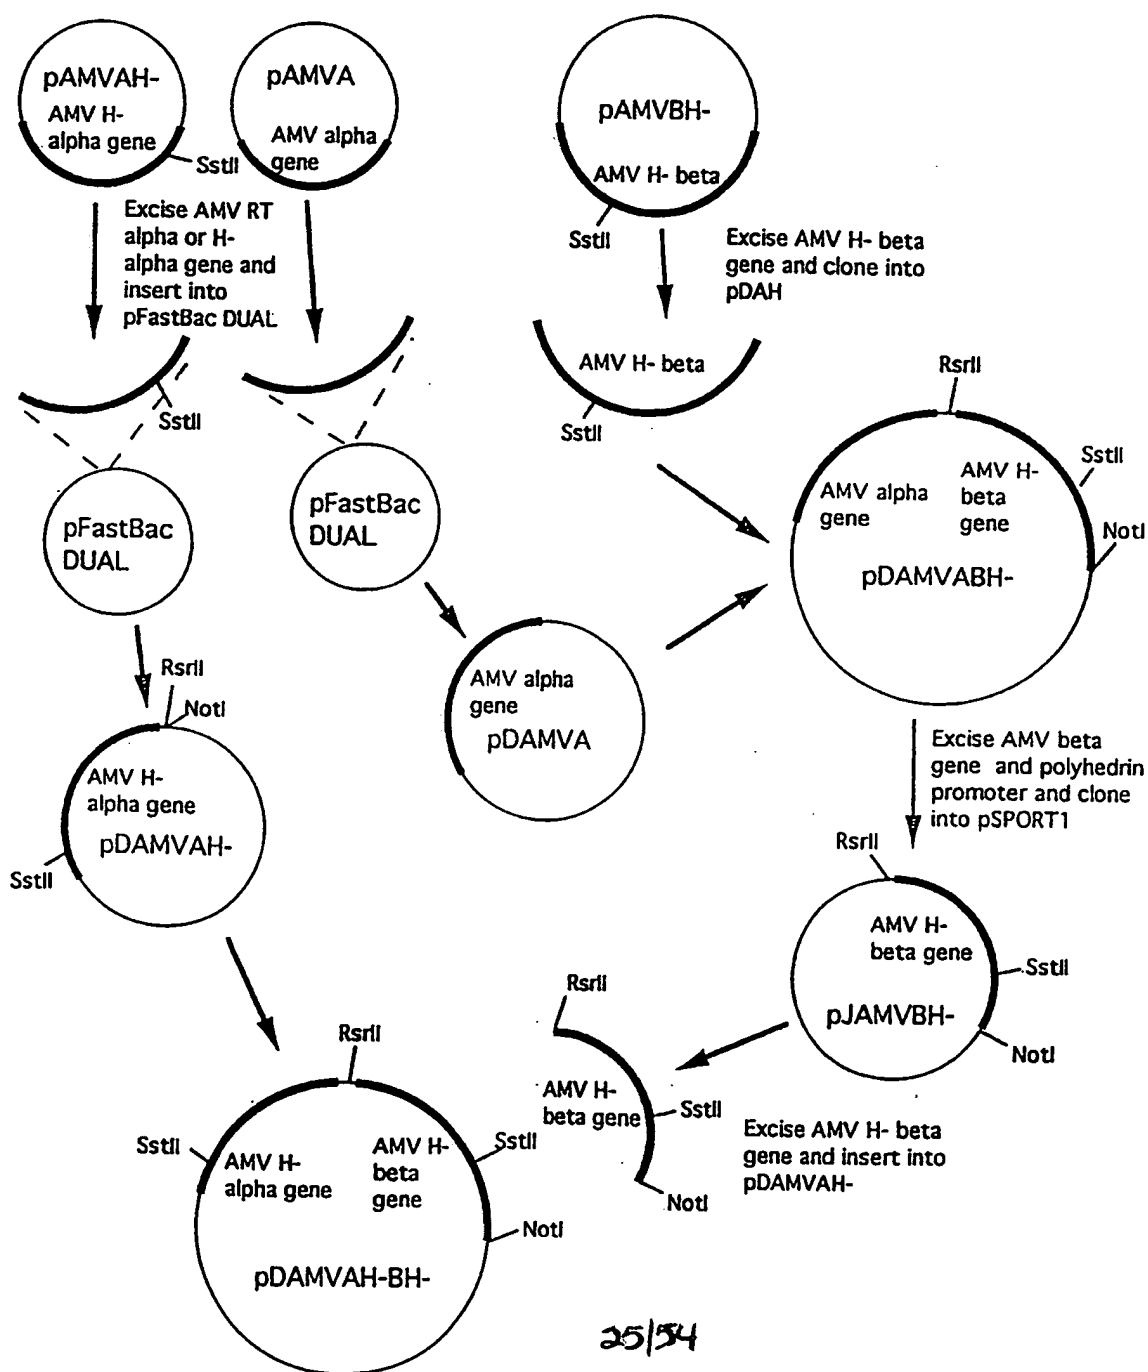 pAMVAH-
AMV H-
alpha gene
SstII
pAMVA
AMV alpha
gene
pAMVBH-
AMV H- beta
SstII
Excise AMV RT
alpha or H-
alpha gene and
insert into
pFastBac DUAL
Excise AMV H- beta
gene and clone into
pDAH
SstII
AMV H- beta
SstII
pFastBac
DUAL
pFastBac
DUAL
RsrII
AMV alpha
gene
AMV H-
beta
gene
SstII
NotI
pDAMVABH-
RsrII
NotI
AMV H-
alpha gene
pDAMVAH-
SstII
AMV alpha
gene
pDAMVA
Excise AMV beta
gene and polyhedrin
promoter and clone
into pSPORT1
RsrII
AMV H-
beta gene
SstII
pJAMVBH-
NotI
RsrII
AMV H-
beta gene
SstII
NotI
Excise AMV H- beta
gene and insert into
pDAMVAH-
RsrII
SstII
AMV H-
alpha gene
AMV H-
beta
gene
SstII
NotI
pDAMVAH-BH-
25/54